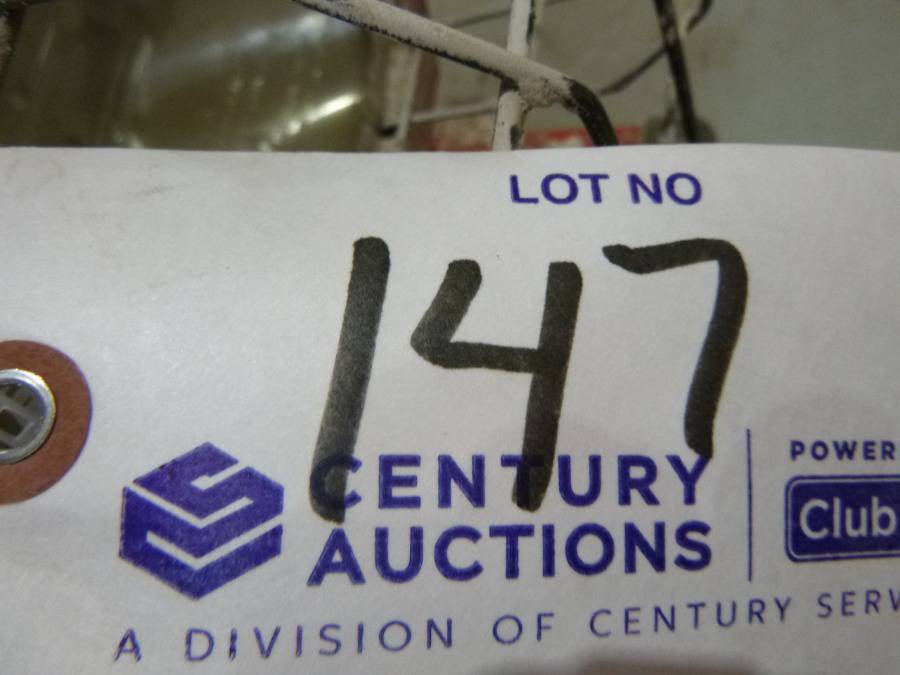 LOT NO
147
CENTURY
AUCTIONS
POWER
Club
A DIVISION OF CENTURY SERV